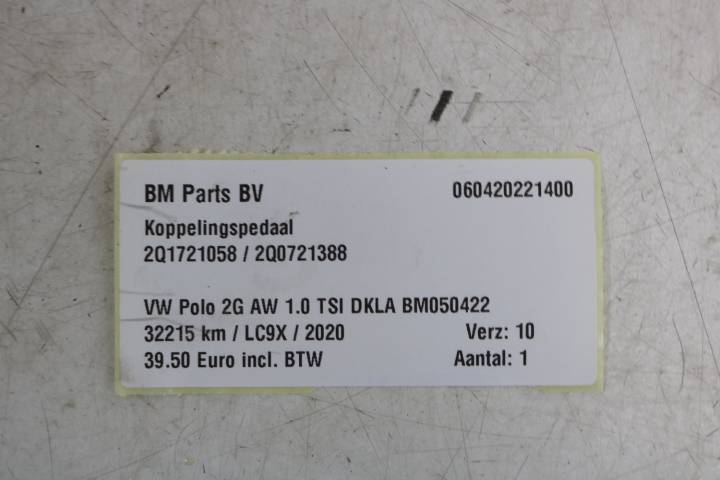 BM Parts BV 060420221400
Koppelingspedaal
2Q1721058 / 2Q0721388
VW Polo 2G AW 1.0 TSI DKLA BM050422
32215 km / LC9X / 2020 Verz: 10
39.50 Euro incl. BTW Aantal: 1